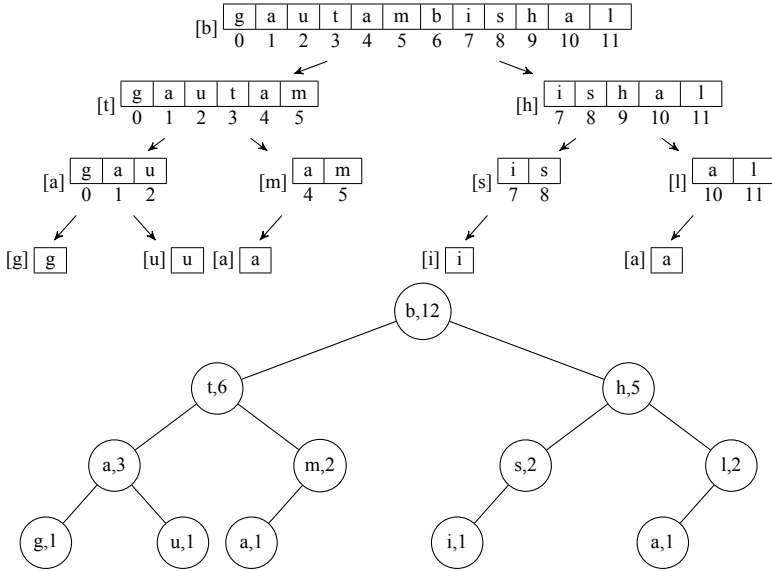 [b] g a u t a m b i s h a l
0 1 2 3 4 5 6 7 8 9 10 11
[t] g a u t a m [h] i s h a l
0 1 2 3 4 5 7 8 9 10 11
[a] g a u [m] a m [s] i s [l] a l
0 1 2 4 5 7 8 10 11
[g] g [u] u [a] a [i] i [a] a
b,12
t,6 h,5
a,3 m,2 s,2 l,2
g,1 u,1 a,1 i,1 a,1